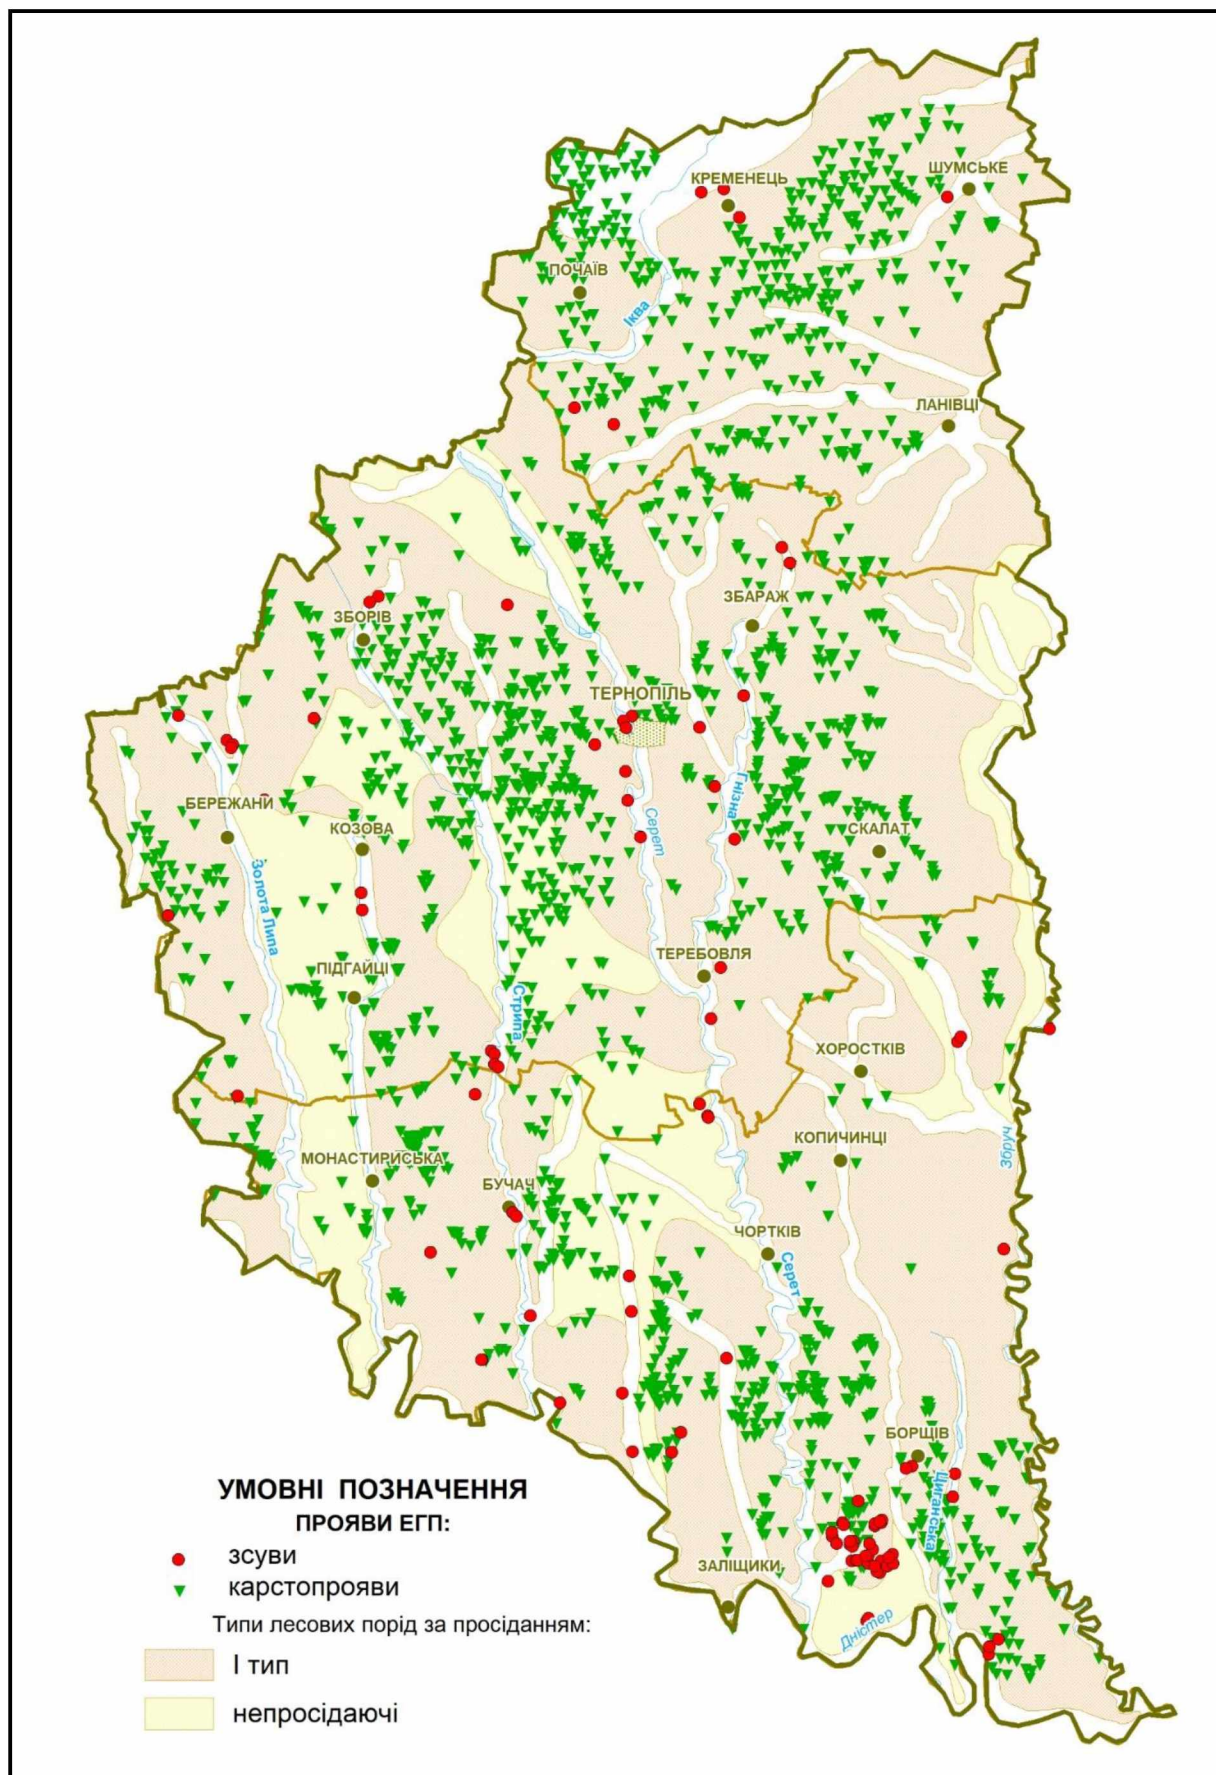 КРЕМЕНЕЦЬ
ШУМСЬКЕ
ПОЧАЇВ
Іква
ЛАНІВЦІ
ЗБАРАЖ
ЗБОРІВ
ТЕРНОПІЛЬ
Гнізна
БЕРЕЖАНИ
КОЗОВА
Серет
СКАЛАТ
Золота Липа
ТЕРЕБОВЛЯ
ПІДГАЙЦІ
Стрипа
ХОРОСТКІВ
КОПИЧИНЦІ
Збруч
МОНАСТИРИСЬКА
БУЧАЧ
ЧОРТКІВ
Серет
БОРЩІВ
Циганська
ЗАЛІЩИКИ
Дністер
УМОВНІ ПОЗНАЧЕННЯ
ПРОЯВИ ЕГП:
зсуви
карстопрояви
Типи лесових порід за просіданням:
І тип
непросідаючі